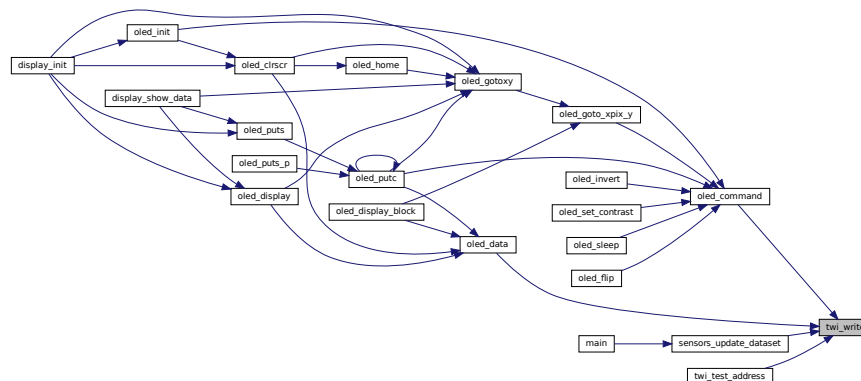 oled_init
display_init
oled_clrscr
oled_home
oled_gotoxy
display_show_data
oled_goto_xpix_y
oled_puts
oled_puts_p
oled_putc
oled_invert
oled_display
oled_command
oled_display_block
oled_set_contrast
oled_data
oled_sleep
oled_flip
twi_write
main
sensors_update_dataset
twi_test_address